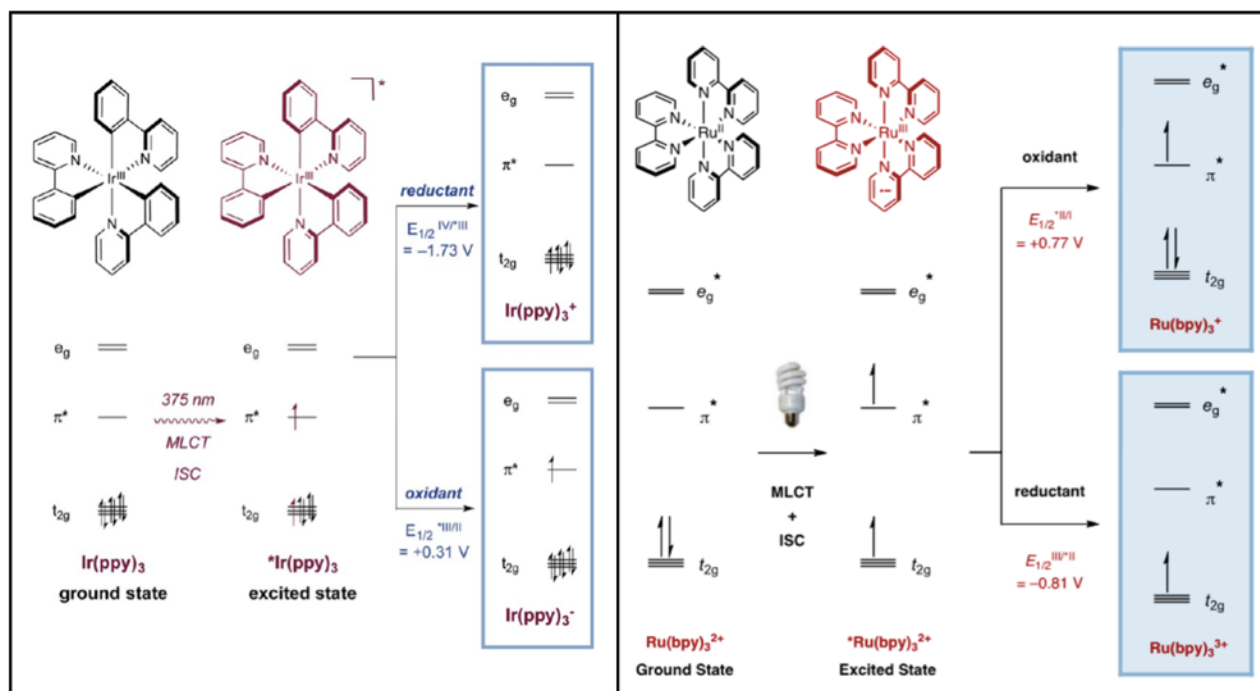 ]*
Ir^III
N
N
N
Ir^III
N
N
N
e_g
π*
t_2g
Ir(ppy)_3^+
reductant
E_1/2^IV/*III
= –1.73 V
e_g
π*
t_2g
Ir(ppy)_3
ground state
375 nm
MLCT
ISC
e_g
π*
t_2g
*Ir(ppy)_3
excited state
oxidant
E_1/2^*III/II
= +0.31 V
e_g
π*
t_2g
Ir(ppy)_3^-
Ru^II
N
N
N
N
N
N
Ru^III
N
N
N
N
N
N
e_g*
π*
t_2g
Ru(bpy)_3^2+
Ground State
MLCT
+
ISC
e_g*
π*
t_2g
*Ru(bpy)_3^2+
Excited State
oxidant
E_1/2^*II/I
= +0.77 V
e_g*
π*
t_2g
Ru(bpy)_3^+
reductant
E_1/2^III/*II
= –0.81 V
e_g*
π*
t_2g
Ru(bpy)_3^3+